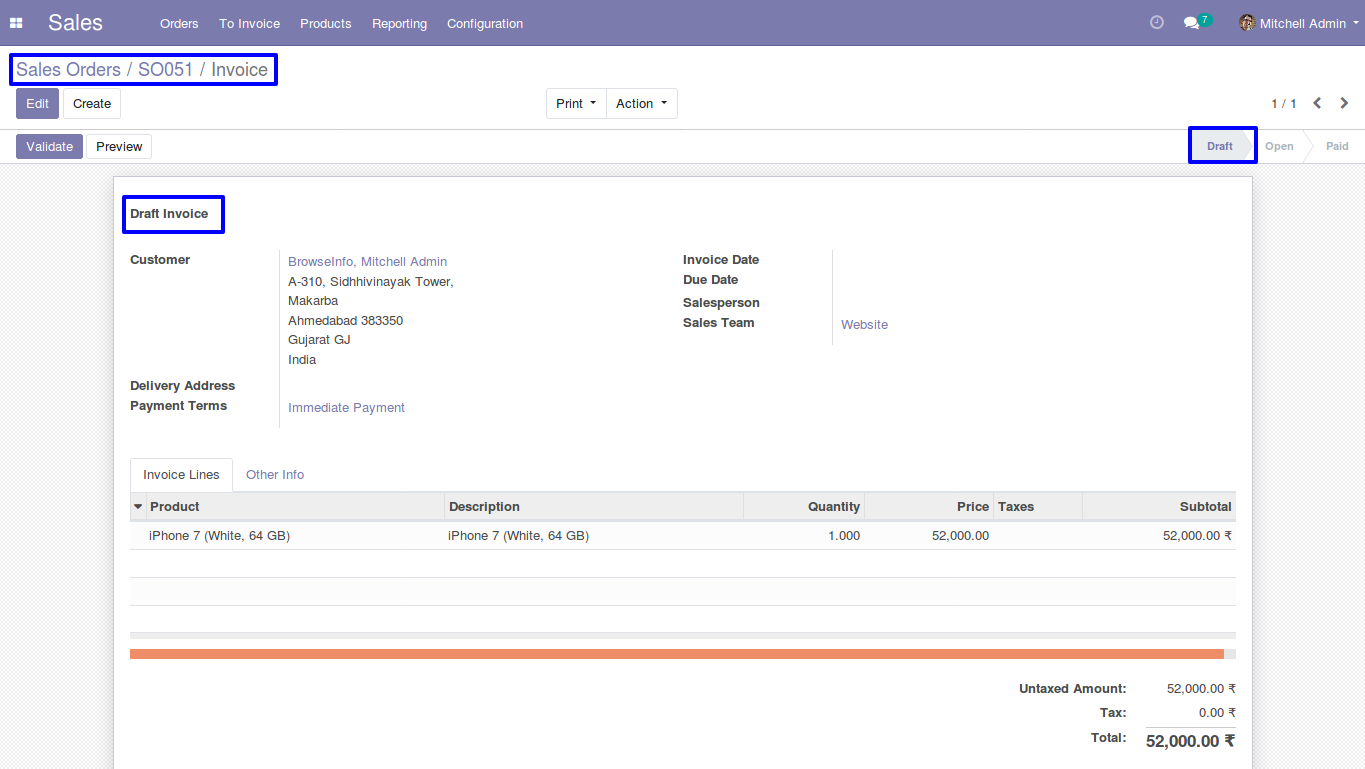 Sales Orders To Invoice Products Reporting Configuration 7 Mitchell Admin
Sales Orders / SO051 / Invoice
Edit Create Print Action 1 / 1
Validate Preview Draft Open Paid
Draft Invoice
Customer BrowseInfo, Mitchell Admin Invoice Date
A-310, Sidhhivinayak Tower, Due Date
Makarba Salesperson
Ahmedabad 383350 Sales Team Website
Gujarat GJ
India
Delivery Address
Payment Terms Immediate Payment
Invoice Lines Other Info
Product Description Quantity Price Taxes Subtotal
iPhone 7 (White, 64 GB) iPhone 7 (White, 64 GB) 1.000 52,000.00 52,000.00 ₹
Untaxed Amount: 52,000.00 ₹
Tax: 0.00 ₹
Total: 52,000.00 ₹